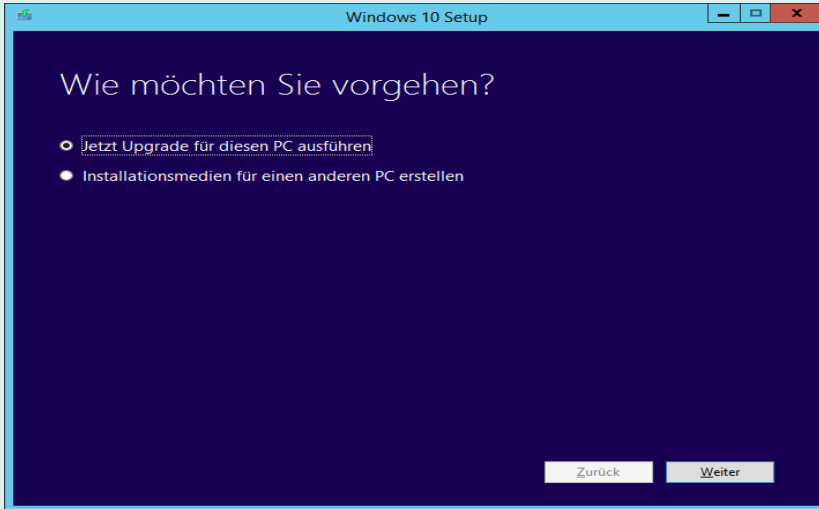 Windows 10 Setup
Wie möchten Sie vorgehen?
Jetzt Upgrade für diesen PC ausführen
Installationsmedien für einen anderen PC erstellen
Zurück
Weiter